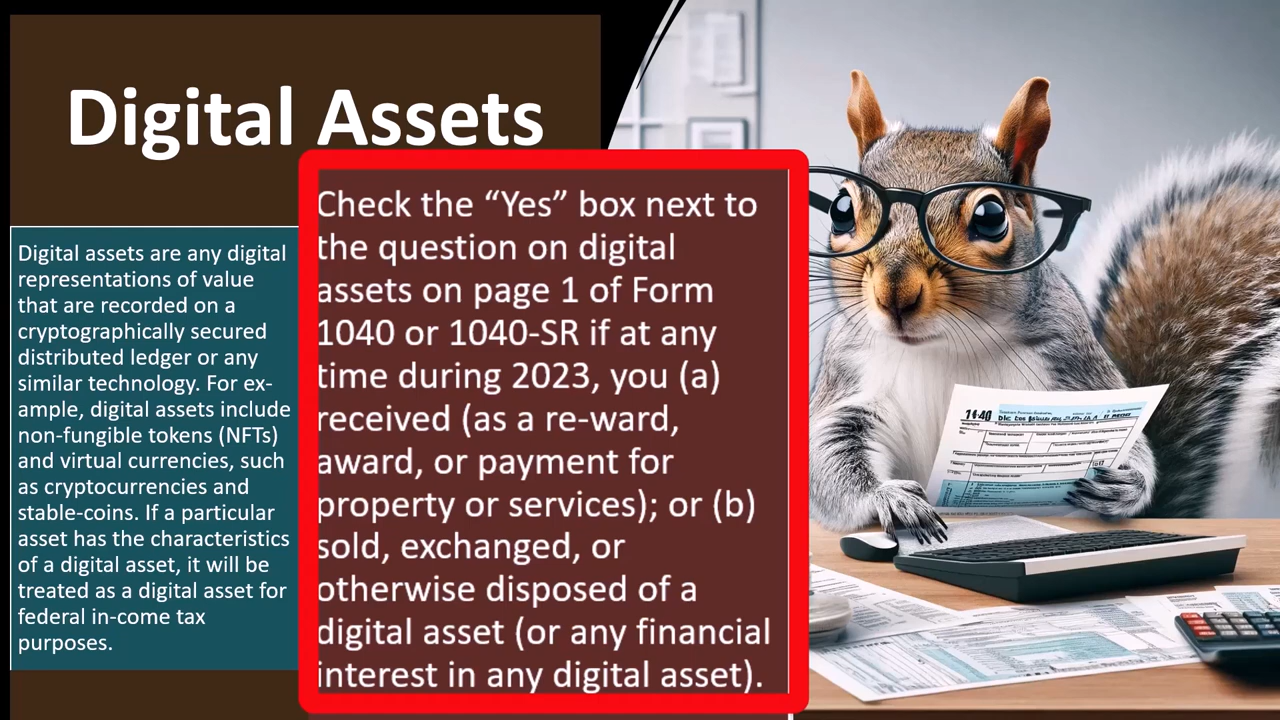 Digital Assets
Digital assets are any digital
representations of value
that are recorded on a
cryptographically secured
distributed ledger or any
similar technology. For ex-
ample, digital assets include
non-fungible tokens (NFTs)
and virtual currencies, such
as cryptocurrencies and
stable-coins. If a particular
asset has the characteristics
of a digital asset, it will be
treated as a digital asset for
federal in-come tax
purposes.
Check the “Yes” box next to
the question on digital
assets on page 1 of Form
1040 or 1040-SR if at any
time during 2023, you (a)
received (as a re-ward,
award, or payment for
property or services); or (b)
sold, exchanged, or
otherwise disposed of a
digital asset (or any financial
interest in any digital asset).